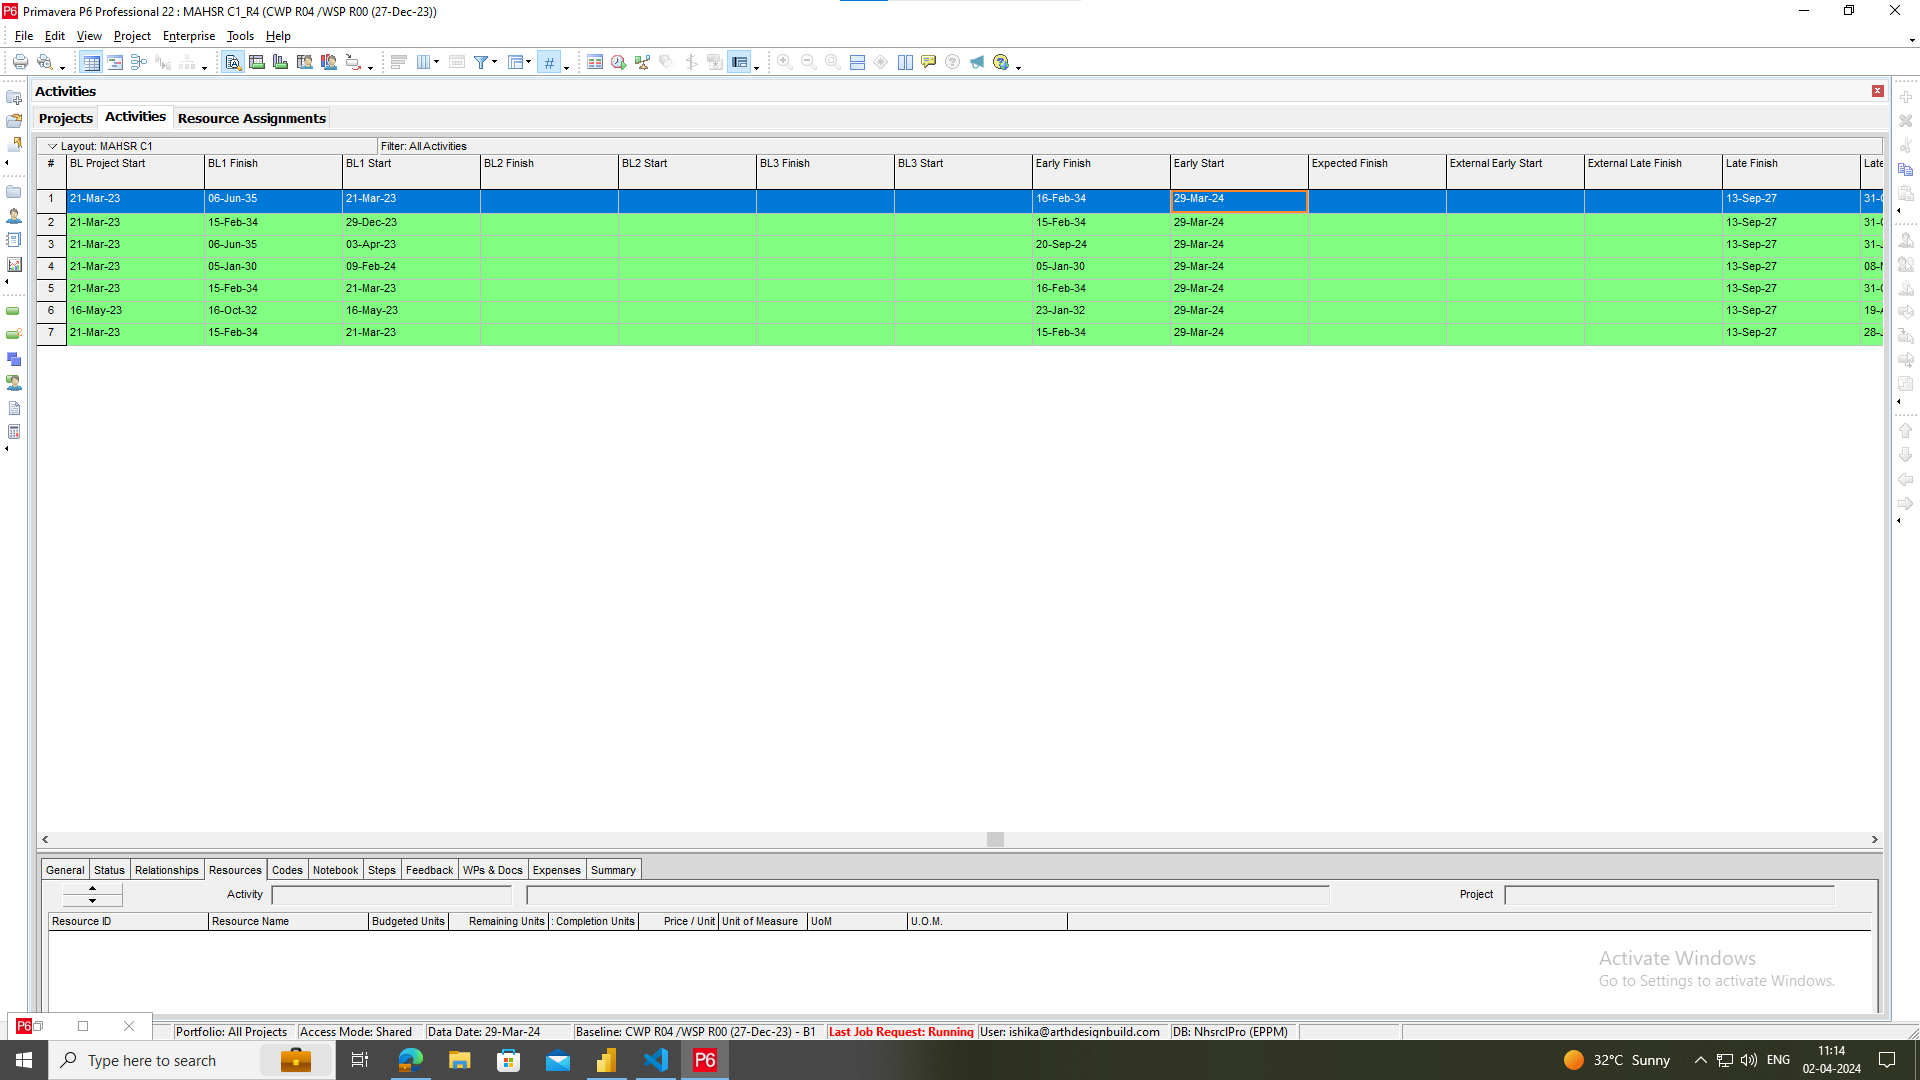 Primavera P6 Professional 22 : MAHSR C1_R4 (CWP R04 /WSP R00 (27-Dec-23))
File Edit View Project Enterprise Tools Help
Activities
Projects Activities Resource Assignments
Layout: MAHSR C1 Filter: All Activities
# BL Project Start BL1 Finish BL1 Start BL2 Finish BL2 Start BL3 Finish BL3 Start Early Finish Early Start Expected Finish External Early Start External Late Finish Late Finish Late
1 21-Mar-23 06-Jun-35 21-Mar-23 16-Feb-34 29-Mar-24 13-Sep-27
2 21-Mar-23 15-Feb-34 29-Dec-23 15-Feb-34 29-Mar-24 13-Sep-27
3 21-Mar-23 06-Jun-35 03-Apr-23 20-Sep-24 29-Mar-24 13-Sep-27
4 21-Mar-23 05-Jan-30 09-Feb-24 05-Jan-30 29-Mar-24 13-Sep-27
5 21-Mar-23 15-Feb-34 21-Mar-23 16-Feb-34 29-Mar-24 13-Sep-27
6 16-May-23 16-Oct-32 16-May-23 23-Jan-32 29-Mar-24 13-Sep-27
7 21-Mar-23 15-Feb-34 21-Mar-23 15-Feb-34 29-Mar-24 13-Sep-27
General Status Relationships Resources Codes Notebook Steps Feedback WPs & Docs Expenses Summary
Activity Project
Resource ID Resource Name Budgeted Units Remaining Units : Completion Units Price / Unit Unit of Measure UoM U.O.M.
Activate Windows
Go to Settings to activate Windows.
P6 Portfolio: All Projects Access Mode: Shared Data Date: 29-Mar-24 Baseline: CWP R04 /WSP R00 (27-Dec-23) - B1 Last Job Request: Running User: ishika@arthdesignbuild.com DB: NhsrclPro (EPPM)
Type here to search P6 32°C Sunny ENG 11:14
02-04-2024